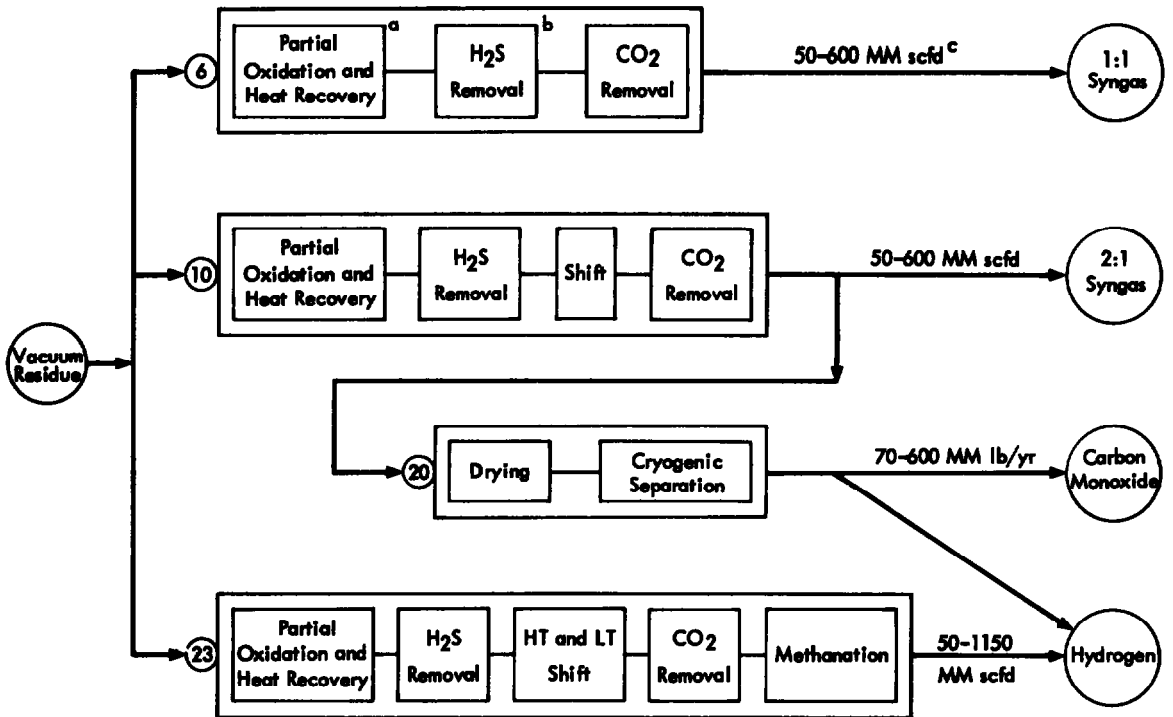 6
Partial
Oxidation and
Heat Recovery
a
H2S
Removal
b
CO2
Removal
50-600 MM scfd c
1:1
Syngas
10
Partial
Oxidation and
Heat Recovery
H2S
Removal
Shift
CO2
Removal
50-600 MM scfd
2:1
Syngas
Vacuum
Residue
20
Drying
Cryogenic
Separation
70-600 MM lb/yr
Carbon
Monoxide
23
Partial
Oxidation and
Heat Recovery
H2S
Removal
HT and LT
Shift
CO2
Removal
Methanation
50-1150
MM scfd
Hydrogen